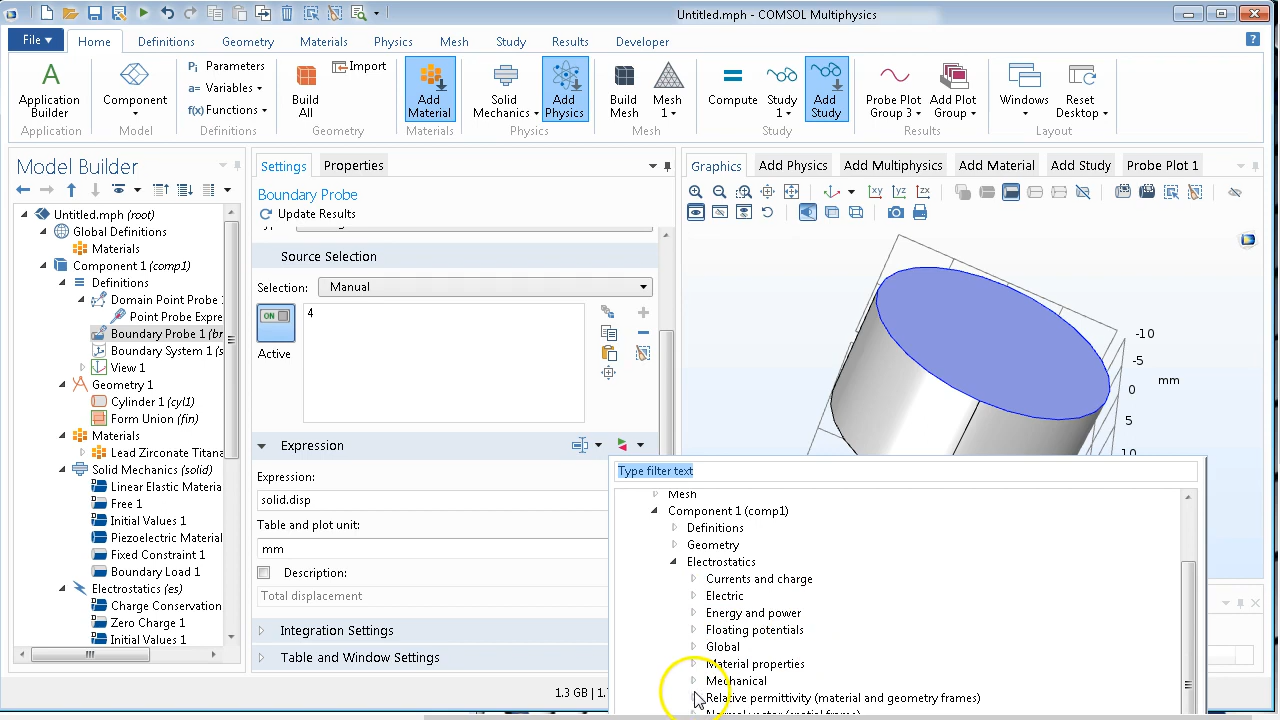 Untitled.mph - COMSOL Multiphysics
File Home Definitions Geometry Materials Physics Mesh Study Results Developer
Application Builder
Component
Parameters
Variables
Functions
Build All
Import
Add Material
Solid Mechanics
Add Physics
Build Mesh
Mesh 1
Compute
Study 1
Add Study
Probe Plot Group 3
Add Plot Group
Windows
Reset Desktop
Application Model Definitions Geometry Materials Physics Mesh Study Results Layout
Model Builder
Untitled.mph (root)
Global Definitions
Materials
Component 1 (comp1)
Definitions
Domain Point Probe
Point Probe Expre
Boundary Probe 1 (br
Boundary System 1 (s
View 1
Geometry 1
Cylinder 1 (cyl1)
Form Union (fin)
Materials
Lead Zirconate Titana
Solid Mechanics (solid)
Linear Elastic Materia
Free 1
Initial Values 1
Piezoelectric Material
Fixed Constraint 1
Boundary Load 1
Electrostatics (es)
Charge Conservation
Zero Charge 1
Initial Values 1
Settings Properties
Boundary Probe
Update Results
Source Selection
Selection: Manual
ON
Active
4
Expression
Expression:
solid.disp
Table and plot unit:
mm
Description:
Total displacement
Integration Settings
Table and Window Settings
1.3 GB | 1.
Graphics Add Physics Add Multiphysics Add Material Add Study Probe Plot 1
-10
-5
0
mm
5
10
Type filter text
Mesh
Component 1 (comp1)
Definitions
Geometry
Electrostatics
Currents and charge
Electric
Energy and power
Floating potentials
Global
Material properties
Mechanical
Relative permittivity (material and geometry frames)
Normal vector (spatial frame)